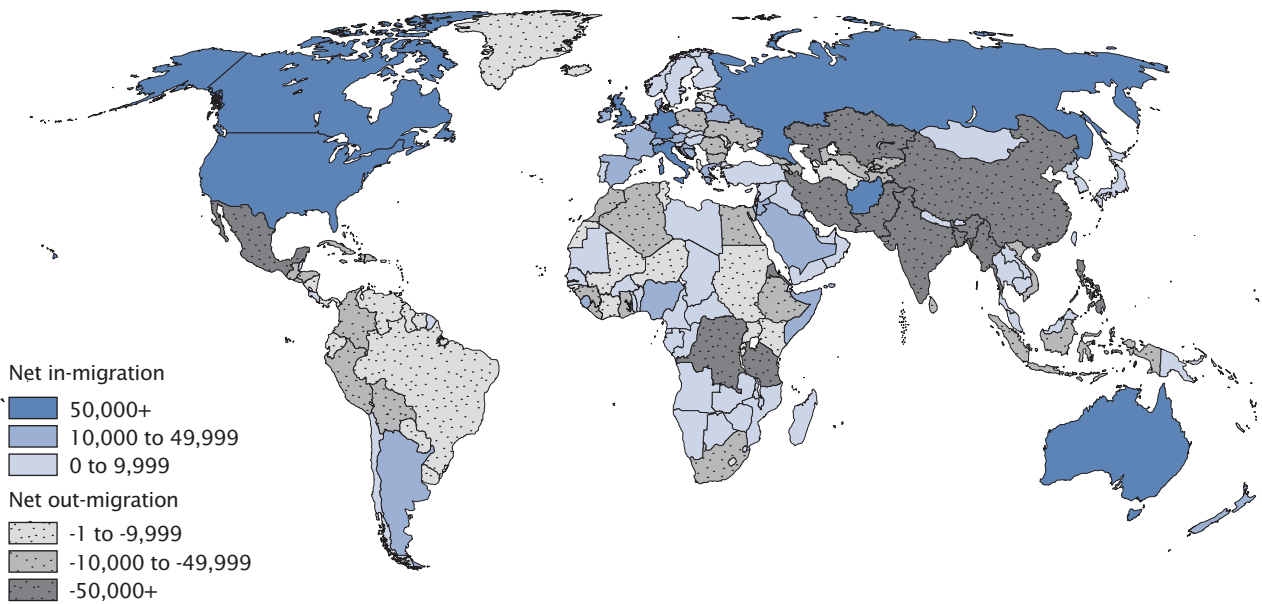 Net in-migration
50,000+
10,000 to 49,999
0 to 9,999
Net out-migration
-1 to -9,999
-10,000 to -49,999
-50,000+